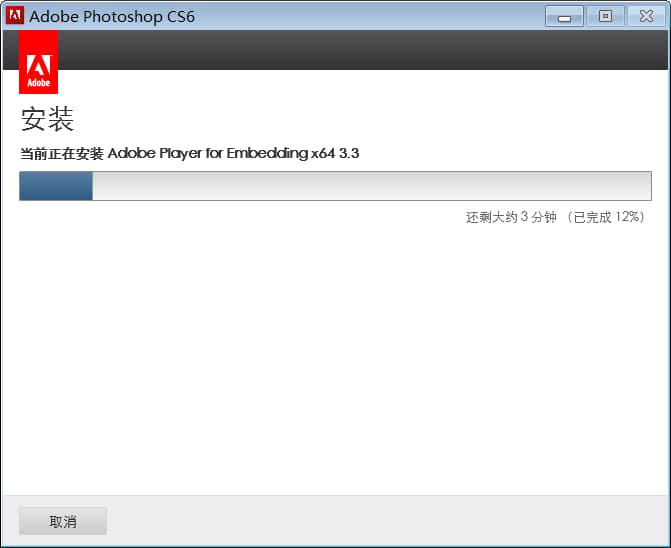 Adobe Photoshop CS6
Adobe
安装
当前正在安装 Adobe Player for Embedding x64 3.3
还剩大约 3 分钟 （已完成 12%）
取消